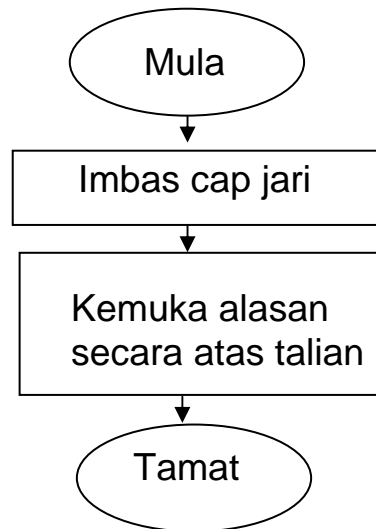 Mula
Imbas cap jari
Kemuka alasan
secara atas talian
Tamat